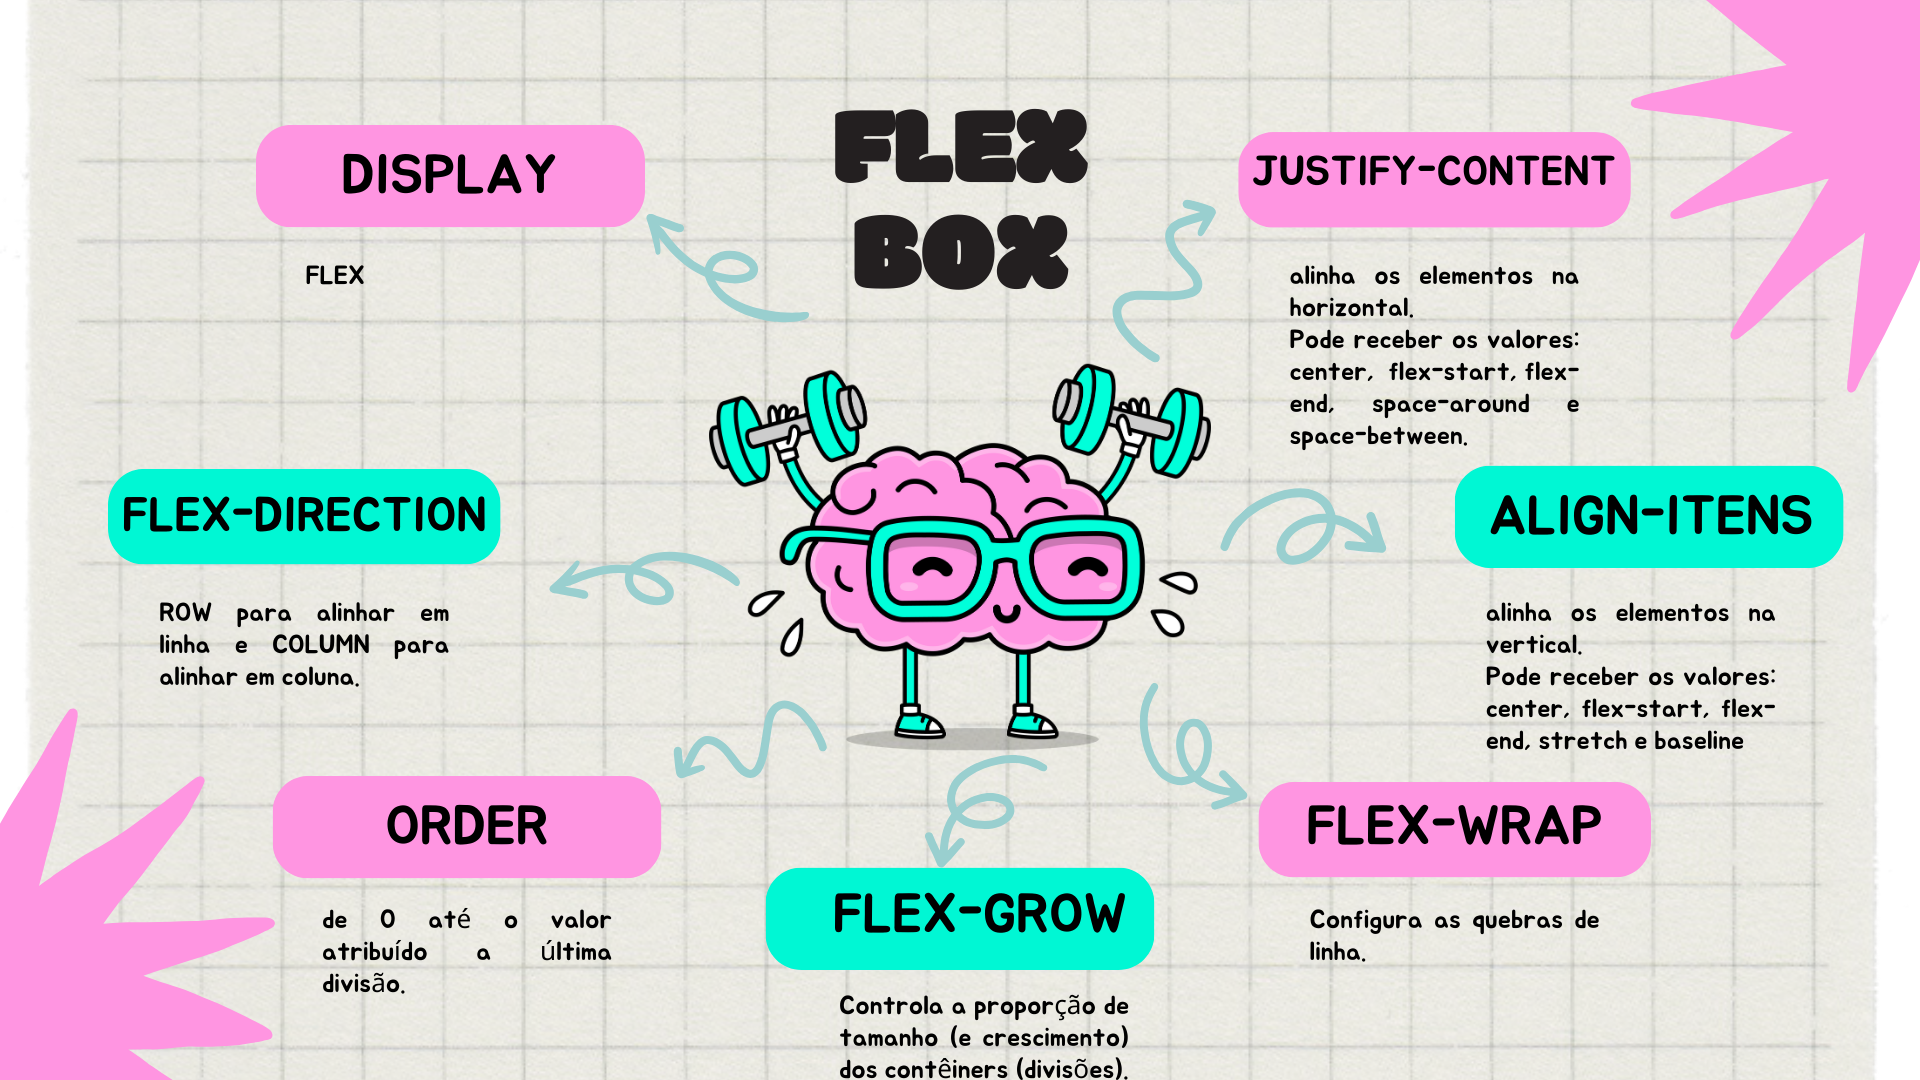 FLEX
BOX
DISPLAY
FLEX
JUSTIFY-CONTENT
alinha os elementos na
horizontal.
Pode receber os valores:
center, flex-start, flex-
end, space-around e
space-between.
FLEX-DIRECTION
ROW para alinhar em
linha e COLUMN para
alinhar em coluna.
ALIGN-ITENS
alinha os elementos na
vertical.
Pode receber os valores:
center, flex-start, flex-
end, stretch e baseline
ORDER
de 0 até o valor
atribuído a última
divisão.
FLEX-GROW
Controla a proporção de
tamanho (e crescimento)
dos contêiners (divisões).
FLEX-WRAP
Configura as quebras de
linha.